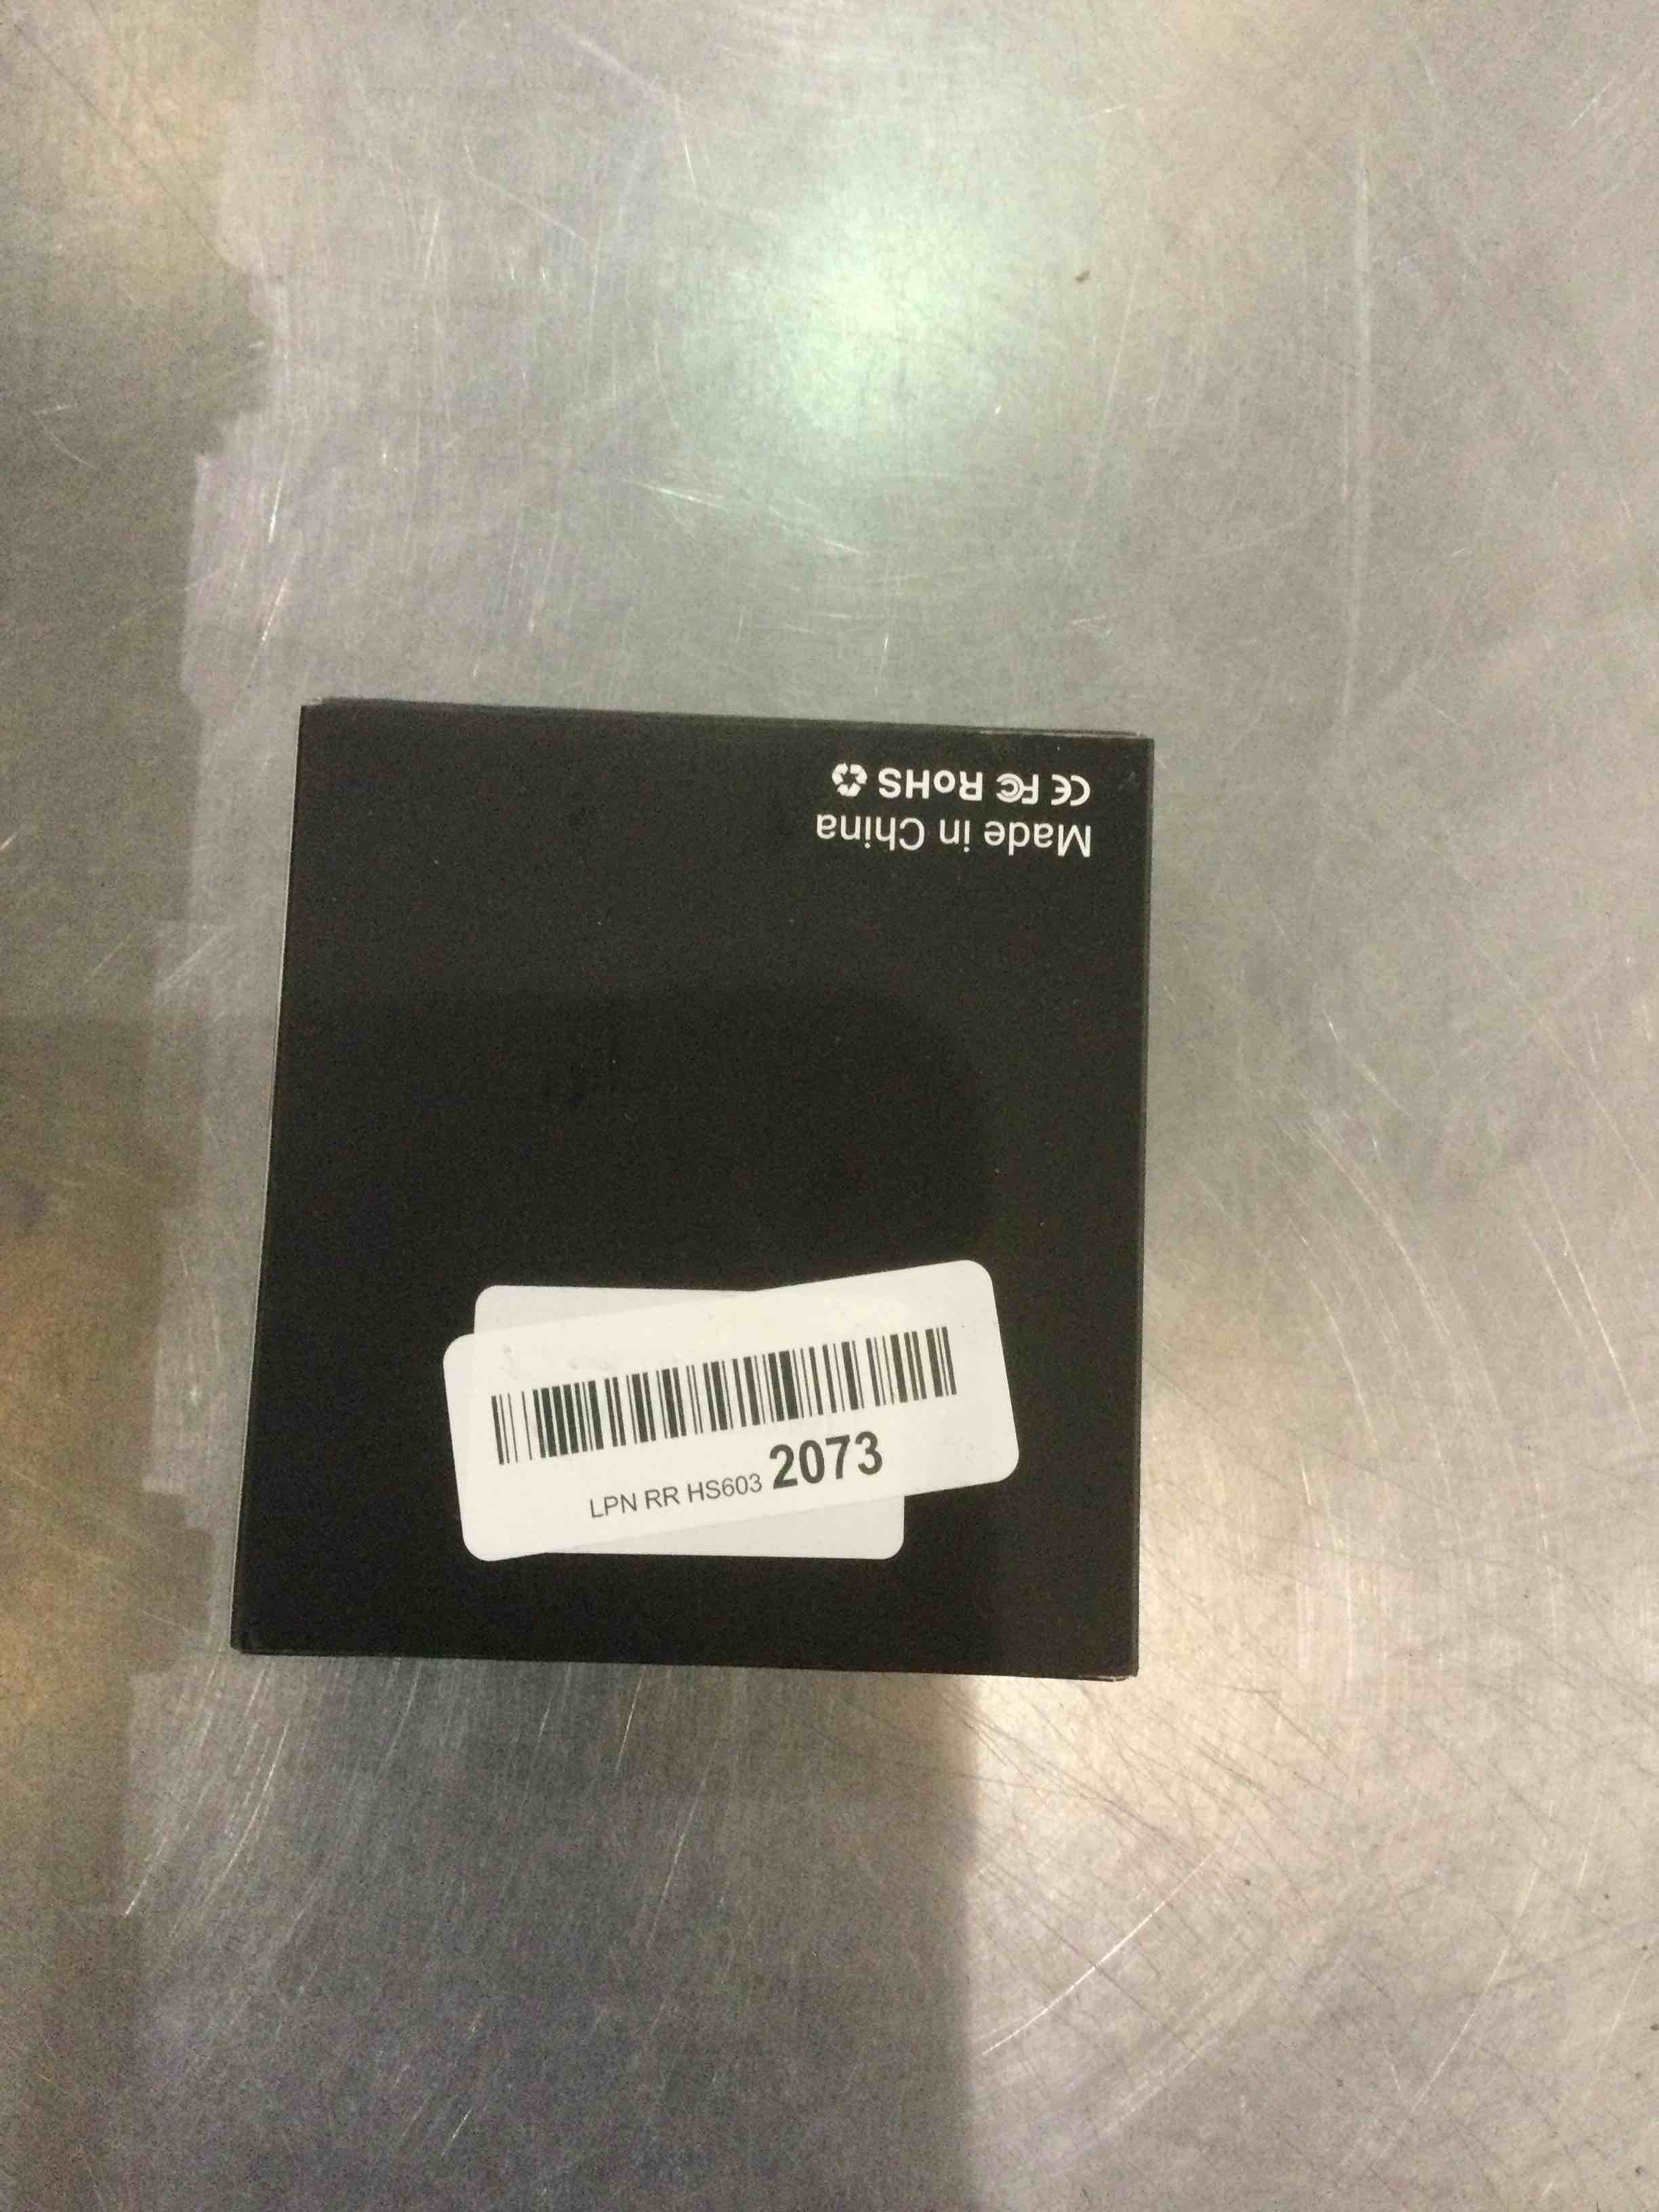 Made in China
CE FC RoHS
LPN RR HS603 2073